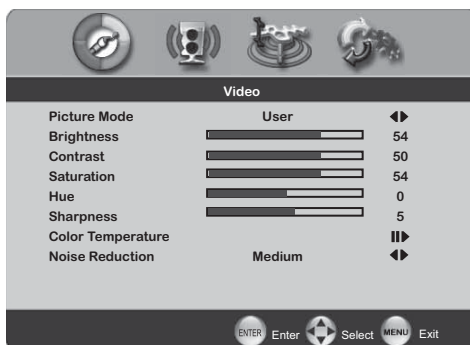 Video
Picture Mode User
Brightness 54
Contrast 50
Saturation 54
Hue 0
Sharpness 5
Color Temperature
Noise Reduction Medium
ENTER Enter Select MENU Exit